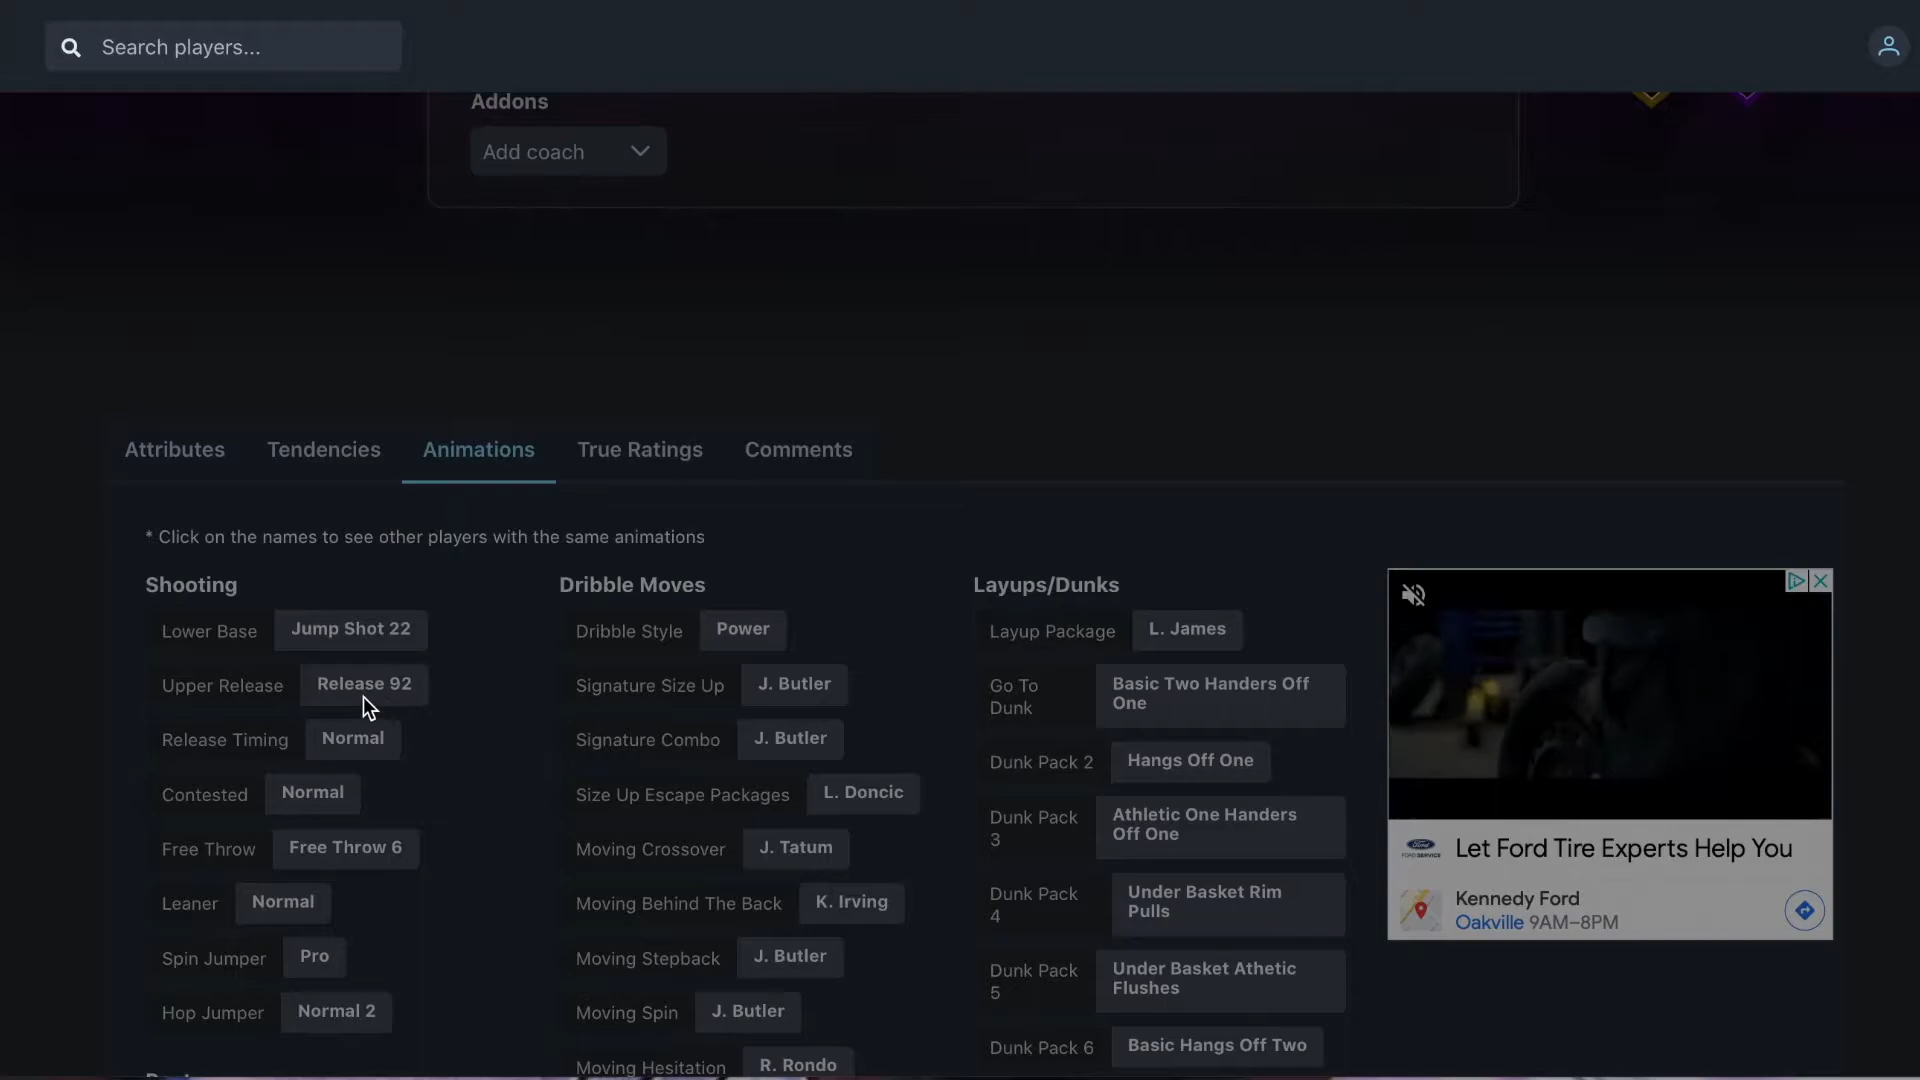 Search players...
Addons
Add coach
Attributes
Tendencies
Animations
True Ratings
Comments
* Click on the names to see other players with the same animations
Shooting
Lower Base
Jump Shot 22
Upper Release
Release 92
Release Timing
Normal
Contested
Normal
Free Throw
Free Throw 6
Leaner
Normal
Spin Jumper
Pro
Hop Jumper
Normal 2
Dribble Moves
Dribble Style
Power
Signature Size Up
J. Butler
Signature Combo
J. Butler
Size Up Escape Packages
L. Doncic
Moving Crossover
J. Tatum
Moving Behind The Back
K. Irving
Moving Stepback
J. Butler
Moving Spin
J. Butler
Moving Hesitation
R. Rondo
Layups/Dunks
Layup Package
L. James
Go To
Dunk
Basic Two Handers Off
One
Dunk Pack 2
Hangs Off One
Dunk Pack
3
Athletic One Handers
Off One
Dunk Pack
4
Under Basket Rim
Pulls
Dunk Pack
5
Under Basket Athetic
Flushes
Dunk Pack 6
Basic Hangs Off Two
Let Ford Tire Experts Help You
Kennedy Ford
Oakville 9AM–8PM